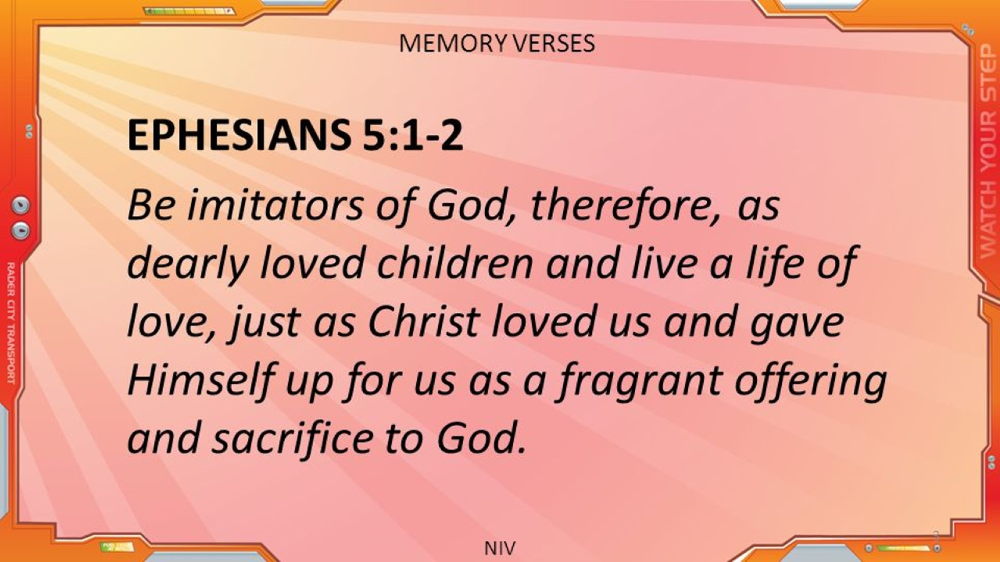 MEMORY VERSES
EPHESIANS 5:1-2
Be imitators of God, therefore, as
dearly loved children and live a life of
love, just as Christ loved us and gave
Himself up for us as a fragrant offering
and sacrifice to God.
NIV
WATCH YOUR STEP
RADER CITY TRANSPORT
3